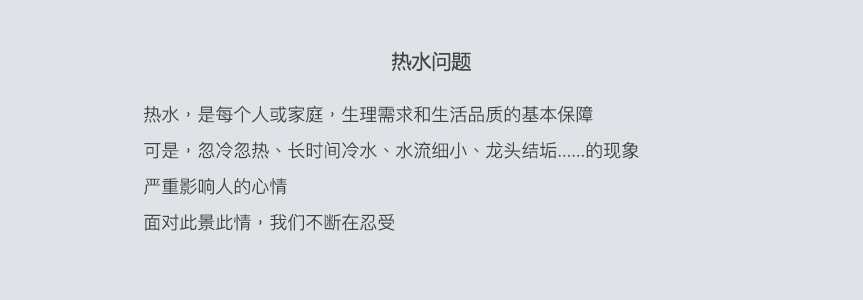 热水问题
热水，是每个人或家庭，生理需求和生活品质的基本保障
可是，忽冷忽热、长时间冷水、水流细小、龙头结垢……的现象
严重影响人的心情
面对此景此情，我们不断在忍受